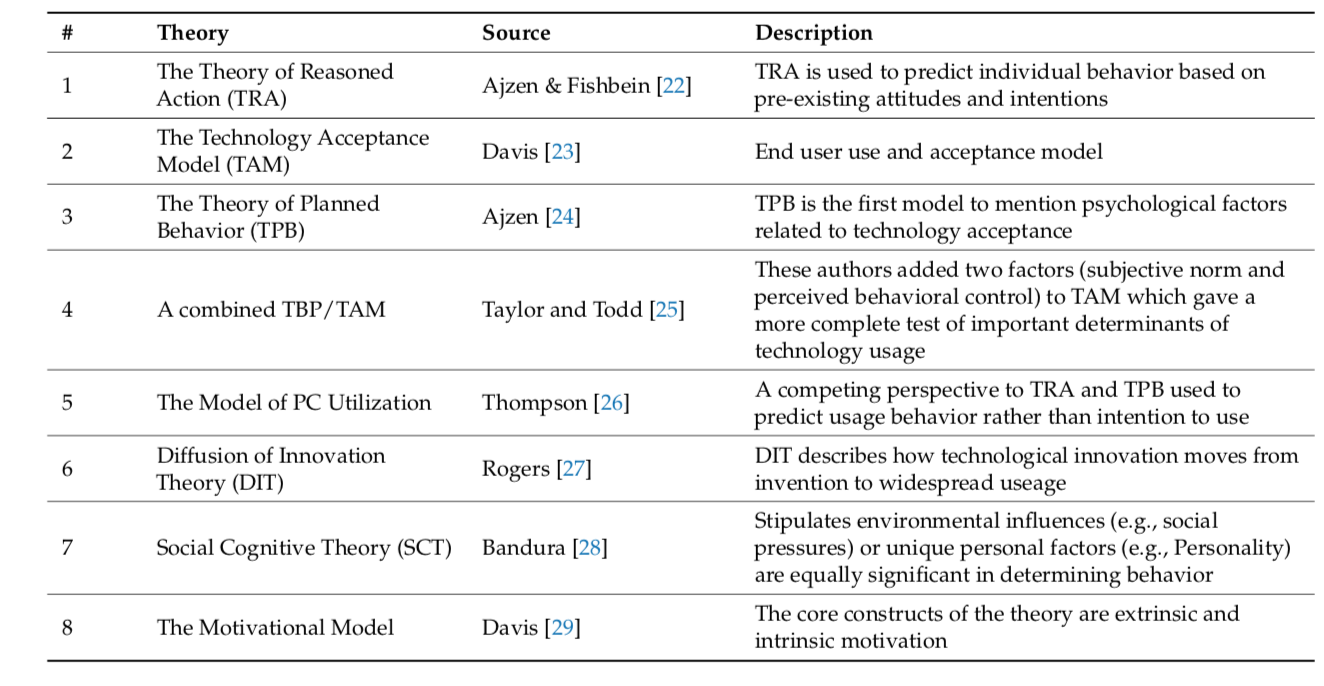 # Theory Source Description
1 The Theory of Reasoned Action (TRA) Ajzen & Fishbein [22] TRA is used to predict individual behavior based on
pre-existing attitudes and intentions
2 The Technology Acceptance Model (TAM) Davis [23] End user use and acceptance model
3 The Theory of Planned Behavior (TPB) Ajzen [24] TPB is the first model to mention psychological factors
related to technology acceptance
4 A combined TBP/TAM Taylor and Todd [25] These authors added two factors (subjective norm and
perceived behavioral control) to TAM which gave a
more complete test of important determinants of
technology usage
5 The Model of PC Utilization Thompson [26] A competing perspective to TRA and TPB used to
predict usage behavior rather than intention to use
6 Diffusion of Innovation Theory (DIT) Rogers [27] DIT describes how technological innovation moves from
invention to widespread useage
7 Social Cognitive Theory (SCT) Bandura [28] Stipulates environmental influences (e.g., social
pressures) or unique personal factors (e.g., Personality)
are equally significant in determining behavior
8 The Motivational Model Davis [29] The core constructs of the theory are extrinsic and
intrinsic motivation